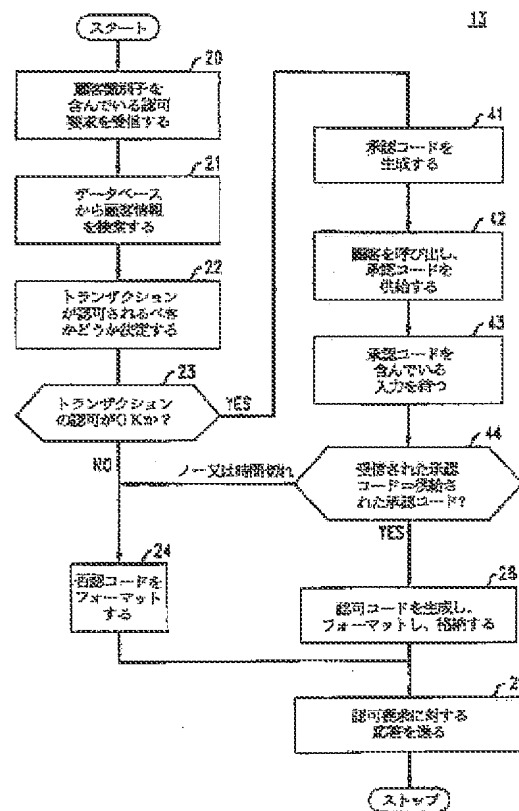 13
スタート
20
顧客識別子を
含んでいる認可
要求を受信する
21
データベース
から顧客情報
を検索する
22
トランザクション
が認可されるべき
かどうか決定する
23
トランザクション
の認可がOKか?
YES
NO
24
否認コードを
フォーマット
する
41
承認コードを
生成する
42
顧客を呼び出し、
承認コードを
供給する
43
承認コードを
含んでいる
入力を待つ
44
受信された承認
コード=供給さ
れた承認コード?
ノー又は時間切れ
YES
28
認可コードを生成し、
フォーマットし、格納する
認可要求に対する
応答を送る
ストップ